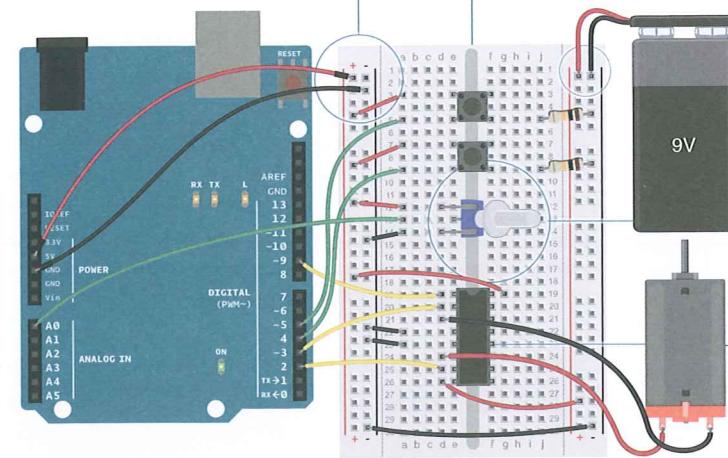 RESET
AREF
GND
13
12
~11
~10
~9
8
7
~6
~5
4
~3
2
TX→1
RX←0
DIGITAL
(PWM~)
RX TX L
ON
IOREF
RESET
3.3V
5V
GND
GND
Vin
POWER
A0
A1
A2
A3
A4
A5
ANALOG IN
+ -
a b c d e f g h i j
+ -
a b c d e f g h i j
9V